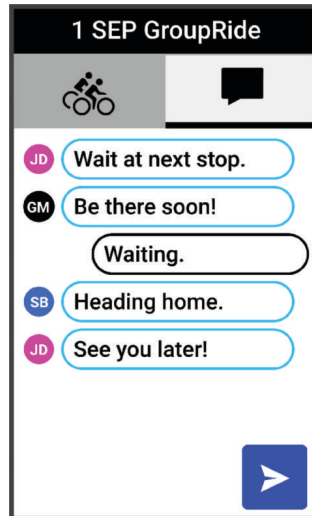 1 SEP GroupRide
JD Wait at next stop.
GM Be there soon!
Waiting.
SB Heading home.
JD See you later!